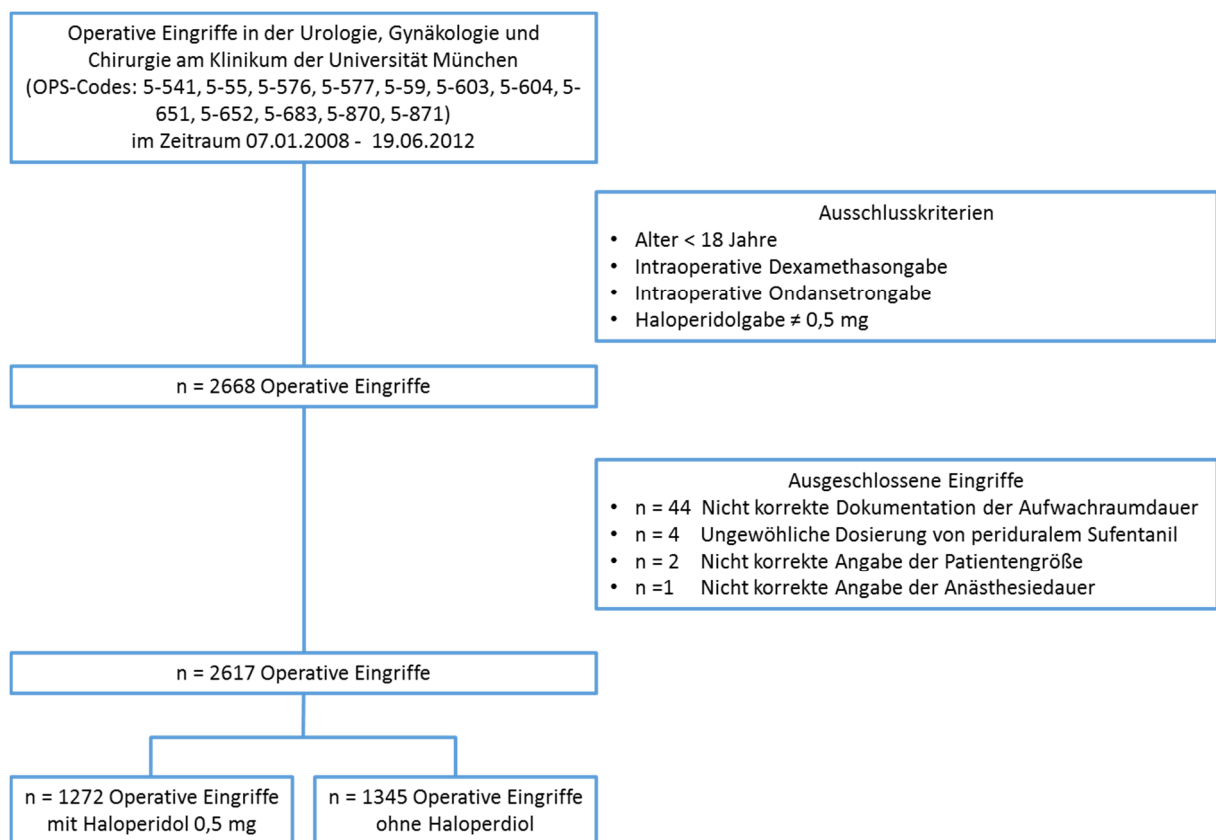 Operative Eingriffe in der Urologie, Gynäkologie und
Chirurgie am Klinikum der Universität München
(OPS-Codes: 5-541, 5-55, 5-576, 5-577, 5-59, 5-603, 5-604, 5-
651, 5-652, 5-683, 5-870, 5-871)
im Zeitraum 07.01.2008 - 19.06.2012
Ausschlusskriterien
• Alter < 18 Jahre
• Intraoperative Dexamethasongabe
• Intraoperative Ondansetrongabe
• Haloperidolgabe ≠ 0,5 mg
n = 2668 Operative Eingriffe
Ausgeschlossene Eingriffe
• n = 44 Nicht korrekte Dokumentation der Aufwachraumdauer
• n = 4 Ungewöhliche Dosierung von periduralem Sufentanil
• n = 2 Nicht korrekte Angabe der Patientengröße
• n =1 Nicht korrekte Angabe der Anästhesiedauer
n = 2617 Operative Eingriffe
n = 1272 Operative Eingriffe
mit Haloperidol 0,5 mg
n = 1345 Operative Eingriffe
ohne Haloperdiol